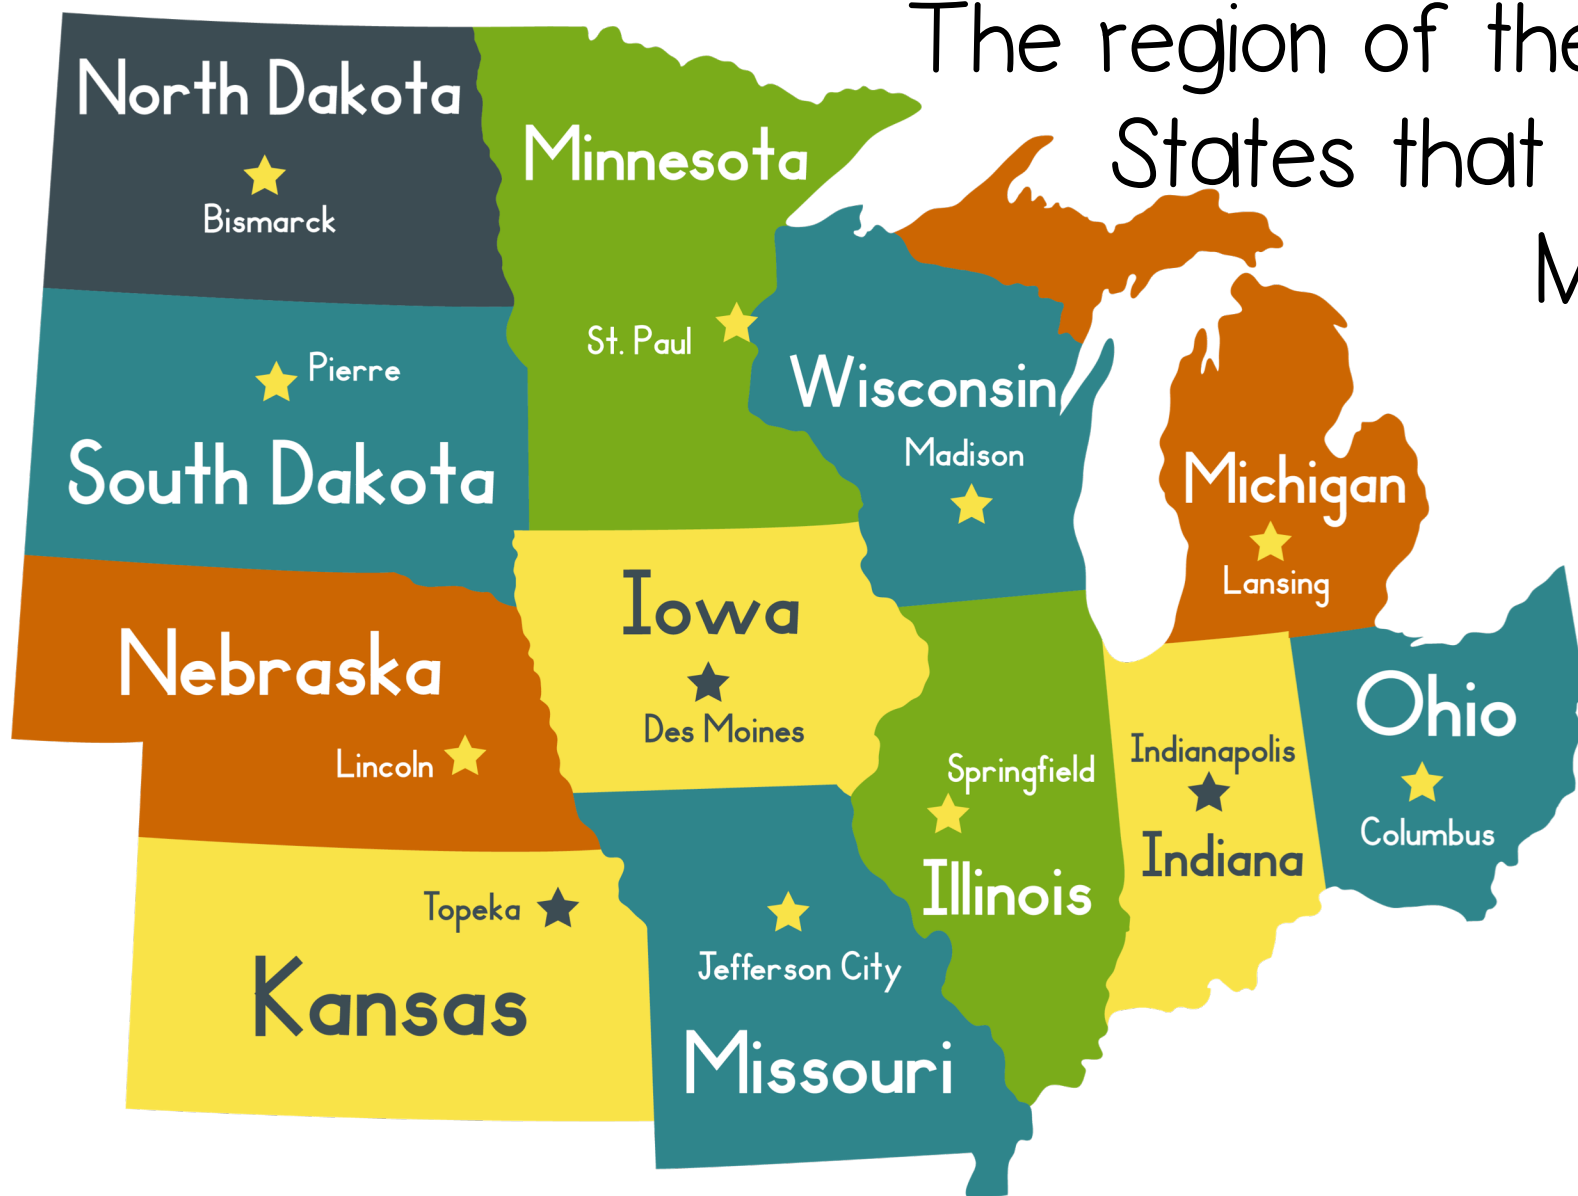 The region of the
States that
M
North Dakota
Bismarck
Minnesota
St. Paul
Pierre
South Dakota
Wisconsin
Madison
Michigan
Lansing
Nebraska
Lincoln
Iowa
Des Moines
Ohio
Columbus
Springfield
Illinois
Indianapolis
Indiana
Topeka
Kansas
Jefferson City
Missouri